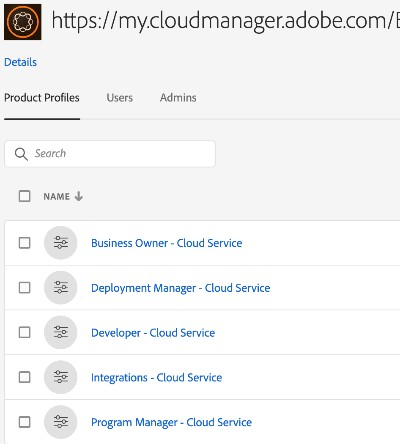 https://my.cloudmanager.adobe.com/
Details
Product Profiles Users Admins
Search
NAME ↓
Business Owner - Cloud Service
Deployment Manager - Cloud Service
Developer - Cloud Service
Integrations - Cloud Service
Program Manager - Cloud Service